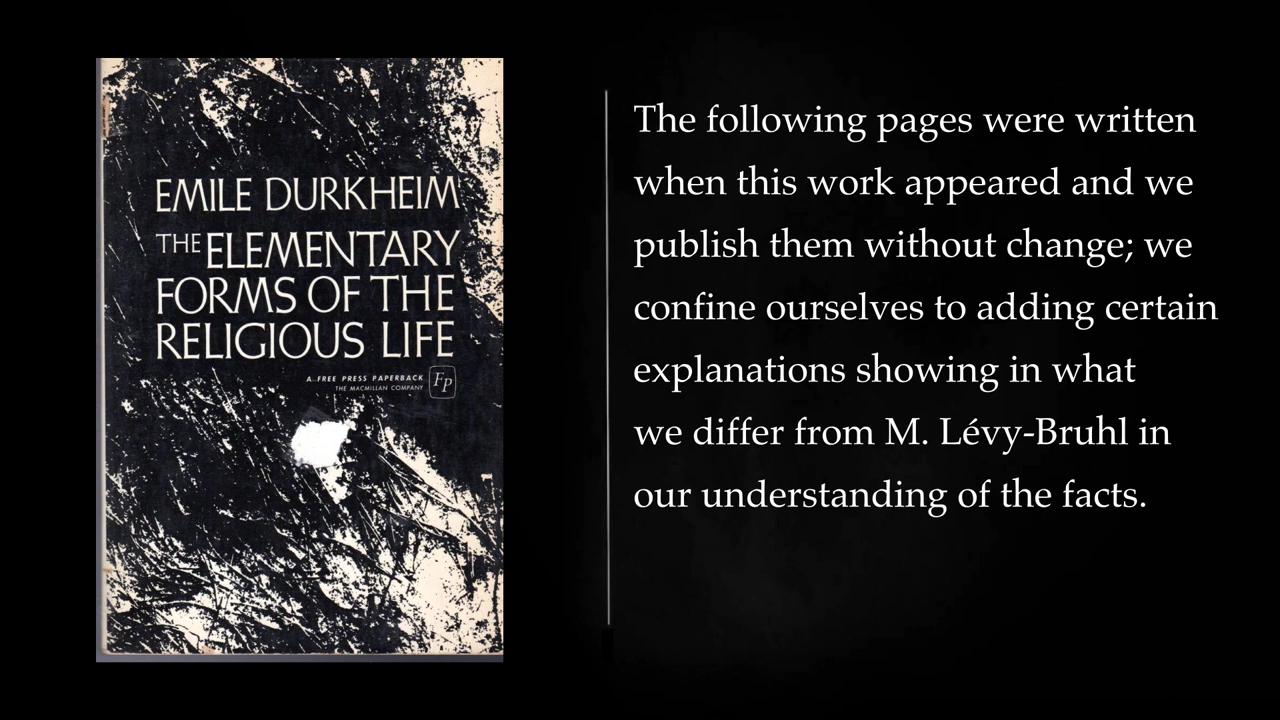 EMILE DURKHEIM
THE ELEMENTARY
FORMS OF THE
RELIGIOUS LIFE
A FREE PRESS PAPERBACK
THE MACMILLAN COMPANY
Fp
The following pages were written
when this work appeared and we
publish them without change; we
confine ourselves to adding certain
explanations showing in what
we differ from M. Lévy-Bruhl in
our understanding of the facts.